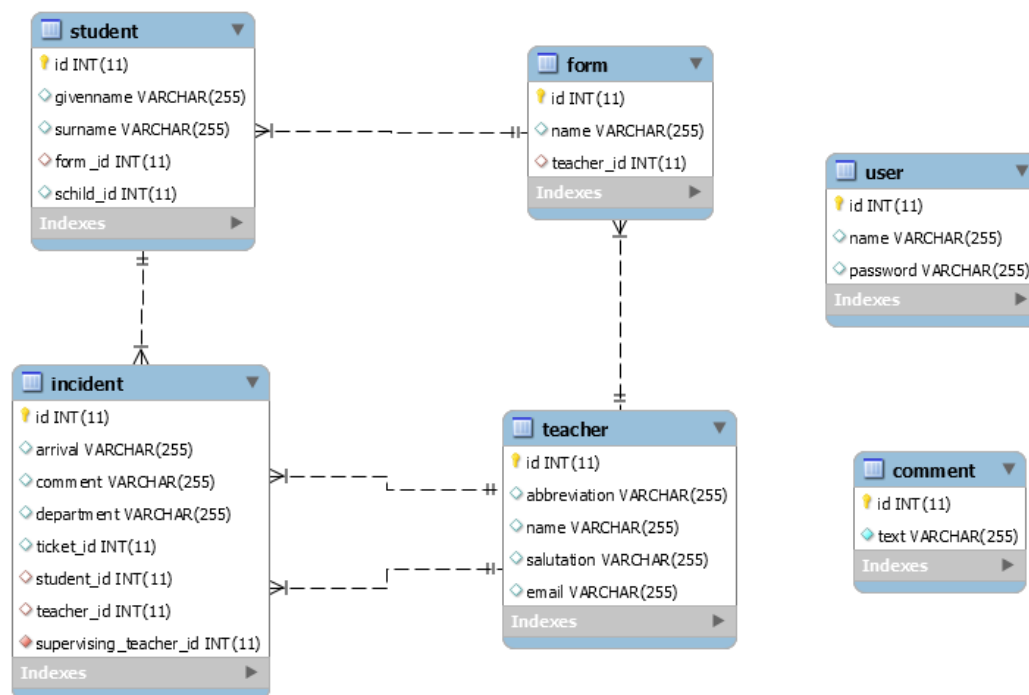 student
id INT(11)
givenname VARCHAR(255)
surname VARCHAR(255)
form_id INT(11)
schild_id INT(11)
Indexes
form
id INT(11)
name VARCHAR(255)
teacher_id INT(11)
Indexes
user
id INT(11)
name VARCHAR(255)
password VARCHAR(255)
Indexes
incident
id INT(11)
arrival VARCHAR(255)
comment VARCHAR(255)
department VARCHAR(255)
ticket_id INT(11)
student_id INT(11)
teacher_id INT(11)
supervising_teacher_id INT(11)
Indexes
teacher
id INT(11)
abbreviation VARCHAR(255)
name VARCHAR(255)
salutation VARCHAR(255)
email VARCHAR(255)
Indexes
comment
id INT(11)
text VARCHAR(255)
Indexes